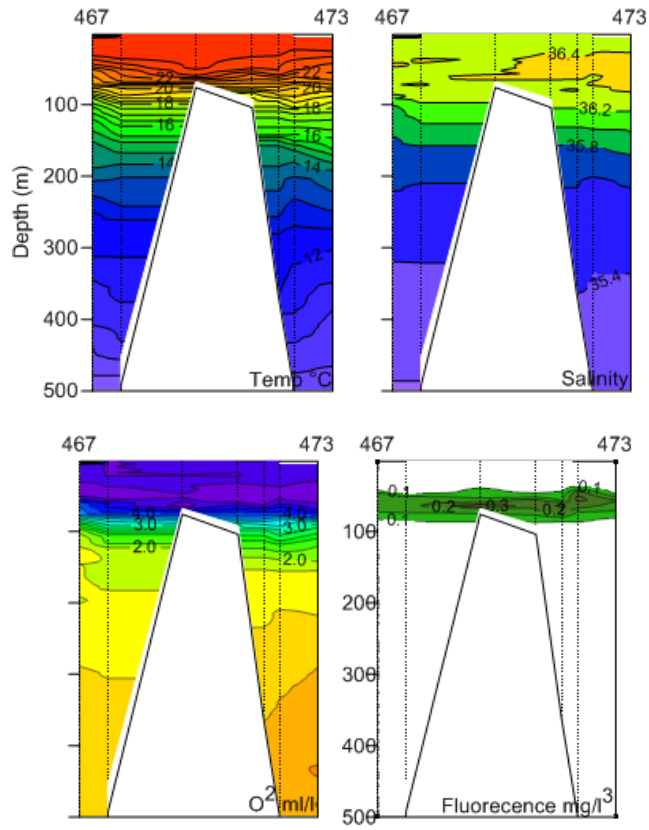 467 473 467 473
22 22 36.4
20 20
100 18 18 36.2
16 16 35.8
14 14
200
Depth (m)
300 12
35.4
400
500 Temp °C Salinity
467 473 467 473
0.1 0.1
4.0 4.0 0.2 0.3 0.2
3.0 3.0 0.1
2.0 2.0 100
200
300
400
O² ml/l 500 Fluorecence mg/l³